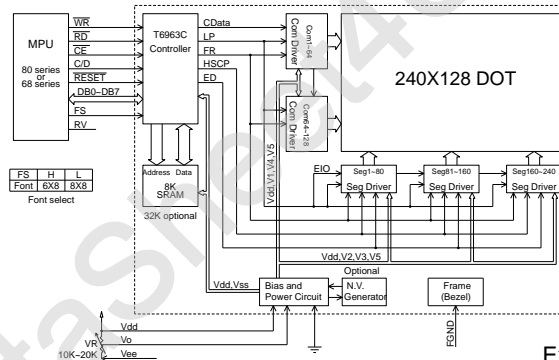 MPU
80 series
or
68 series
WR
RD
CE
C/D
RESET
DB0~DB7
FS
RV
T6963C
Controller
CData
LP
FR
HSCP
ED
Com1~64
Com Driver
Com64~128
Com Driver
240X128 DOT
FS H L
Font 6X8 8X8
Font select
Address Data
8K
SRAM
32K optional
Vdd,V1,V4,V5
EIO
Seg1~80
Seg Driver
Seg81~160
Seg Driver
Seg160~240
Seg Driver
Vdd,V2,V3,V5
Vdd,Vss
Bias and
Power Circuit
Optional
N.V.
Generator
Frame
(Bezel)
FGND
VR
10K~20K
Vdd
Vo
Vee